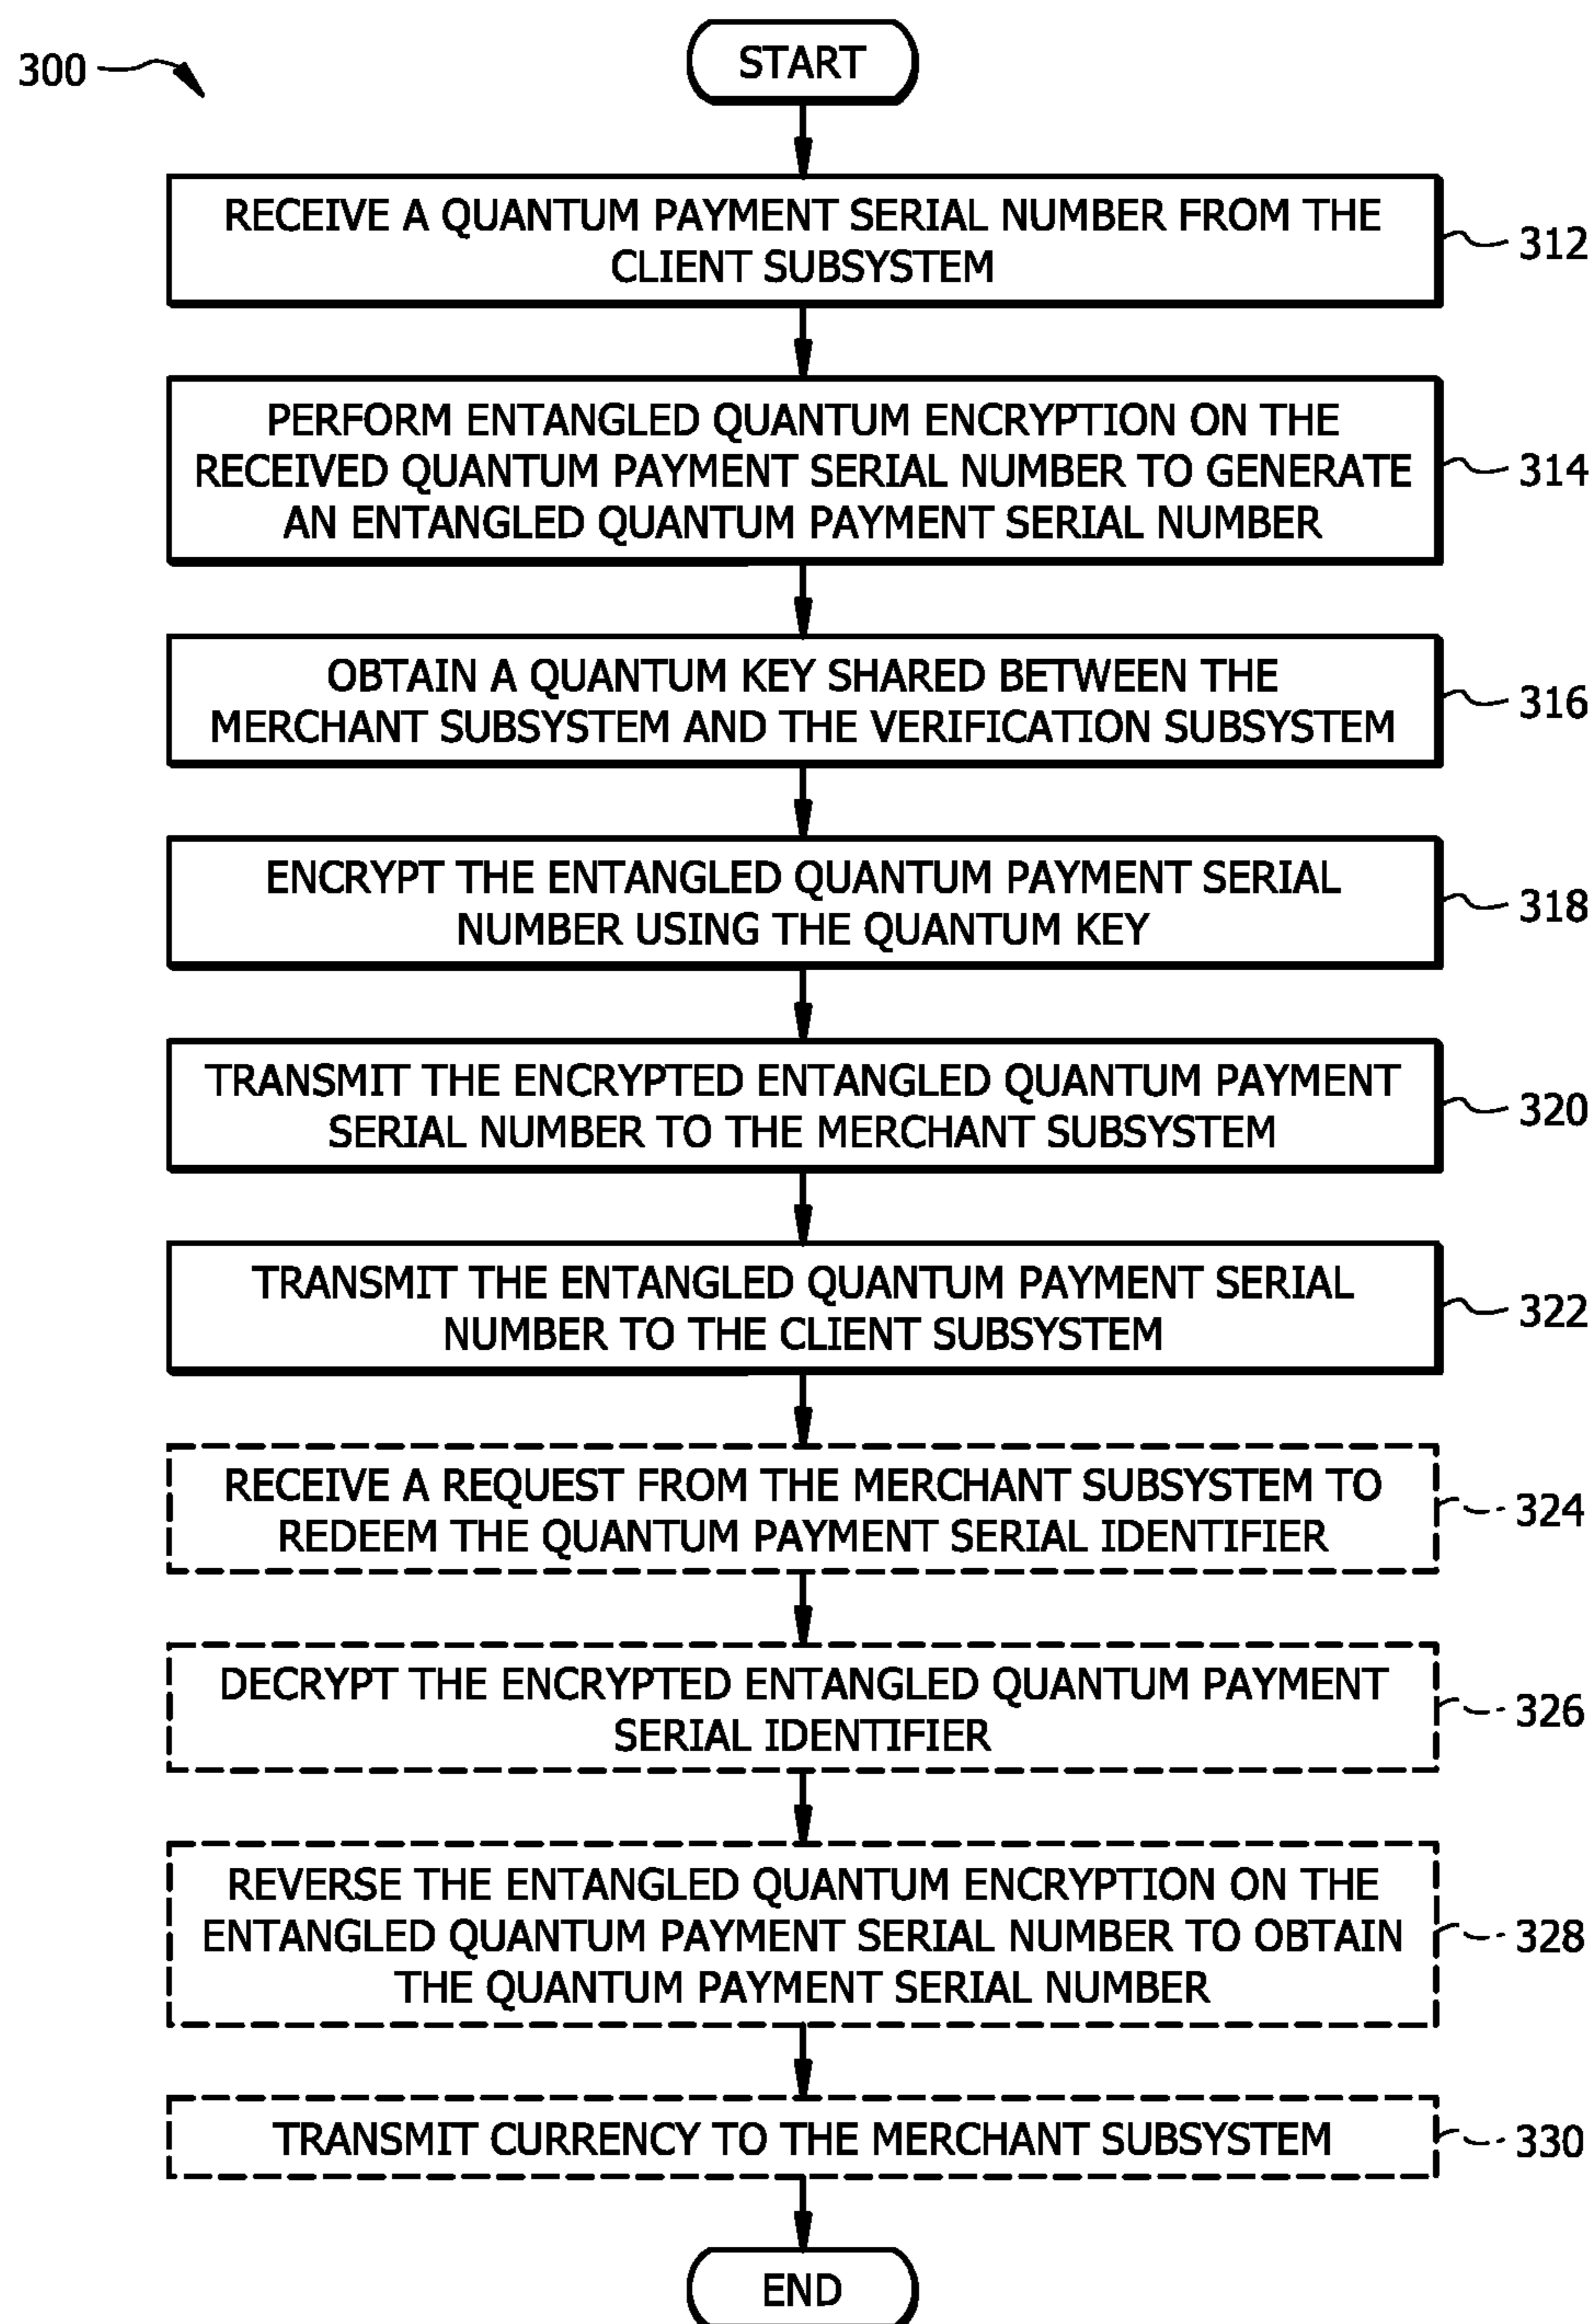 300
START
RECEIVE A QUANTUM PAYMENT SERIAL NUMBER FROM THE
CLIENT SUBSYSTEM
312
PERFORM ENTANGLED QUANTUM ENCRYPTION ON THE
RECEIVED QUANTUM PAYMENT SERIAL NUMBER TO GENERATE
AN ENTANGLED QUANTUM PAYMENT SERIAL NUMBER
314
OBTAIN A QUANTUM KEY SHARED BETWEEN THE
MERCHANT SUBSYSTEM AND THE VERIFICATION SUBSYSTEM
316
ENCRYPT THE ENTANGLED QUANTUM PAYMENT SERIAL
NUMBER USING THE QUANTUM KEY
318
TRANSMIT THE ENCRYPTED ENTANGLED QUANTUM PAYMENT
SERIAL NUMBER TO THE MERCHANT SUBSYSTEM
320
TRANSMIT THE ENTANGLED QUANTUM PAYMENT SERIAL
NUMBER TO THE CLIENT SUBSYSTEM
322
RECEIVE A REQUEST FROM THE MERCHANT SUBSYSTEM TO
REDEEM THE QUANTUM PAYMENT SERIAL IDENTIFIER
324
DECRYPT THE ENCRYPTED ENTANGLED QUANTUM PAYMENT
SERIAL IDENTIFIER
326
REVERSE THE ENTANGLED QUANTUM ENCRYPTION ON THE
ENTANGLED QUANTUM PAYMENT SERIAL NUMBER TO OBTAIN
THE QUANTUM PAYMENT SERIAL NUMBER
328
TRANSMIT CURRENCY TO THE MERCHANT SUBSYSTEM
330
END